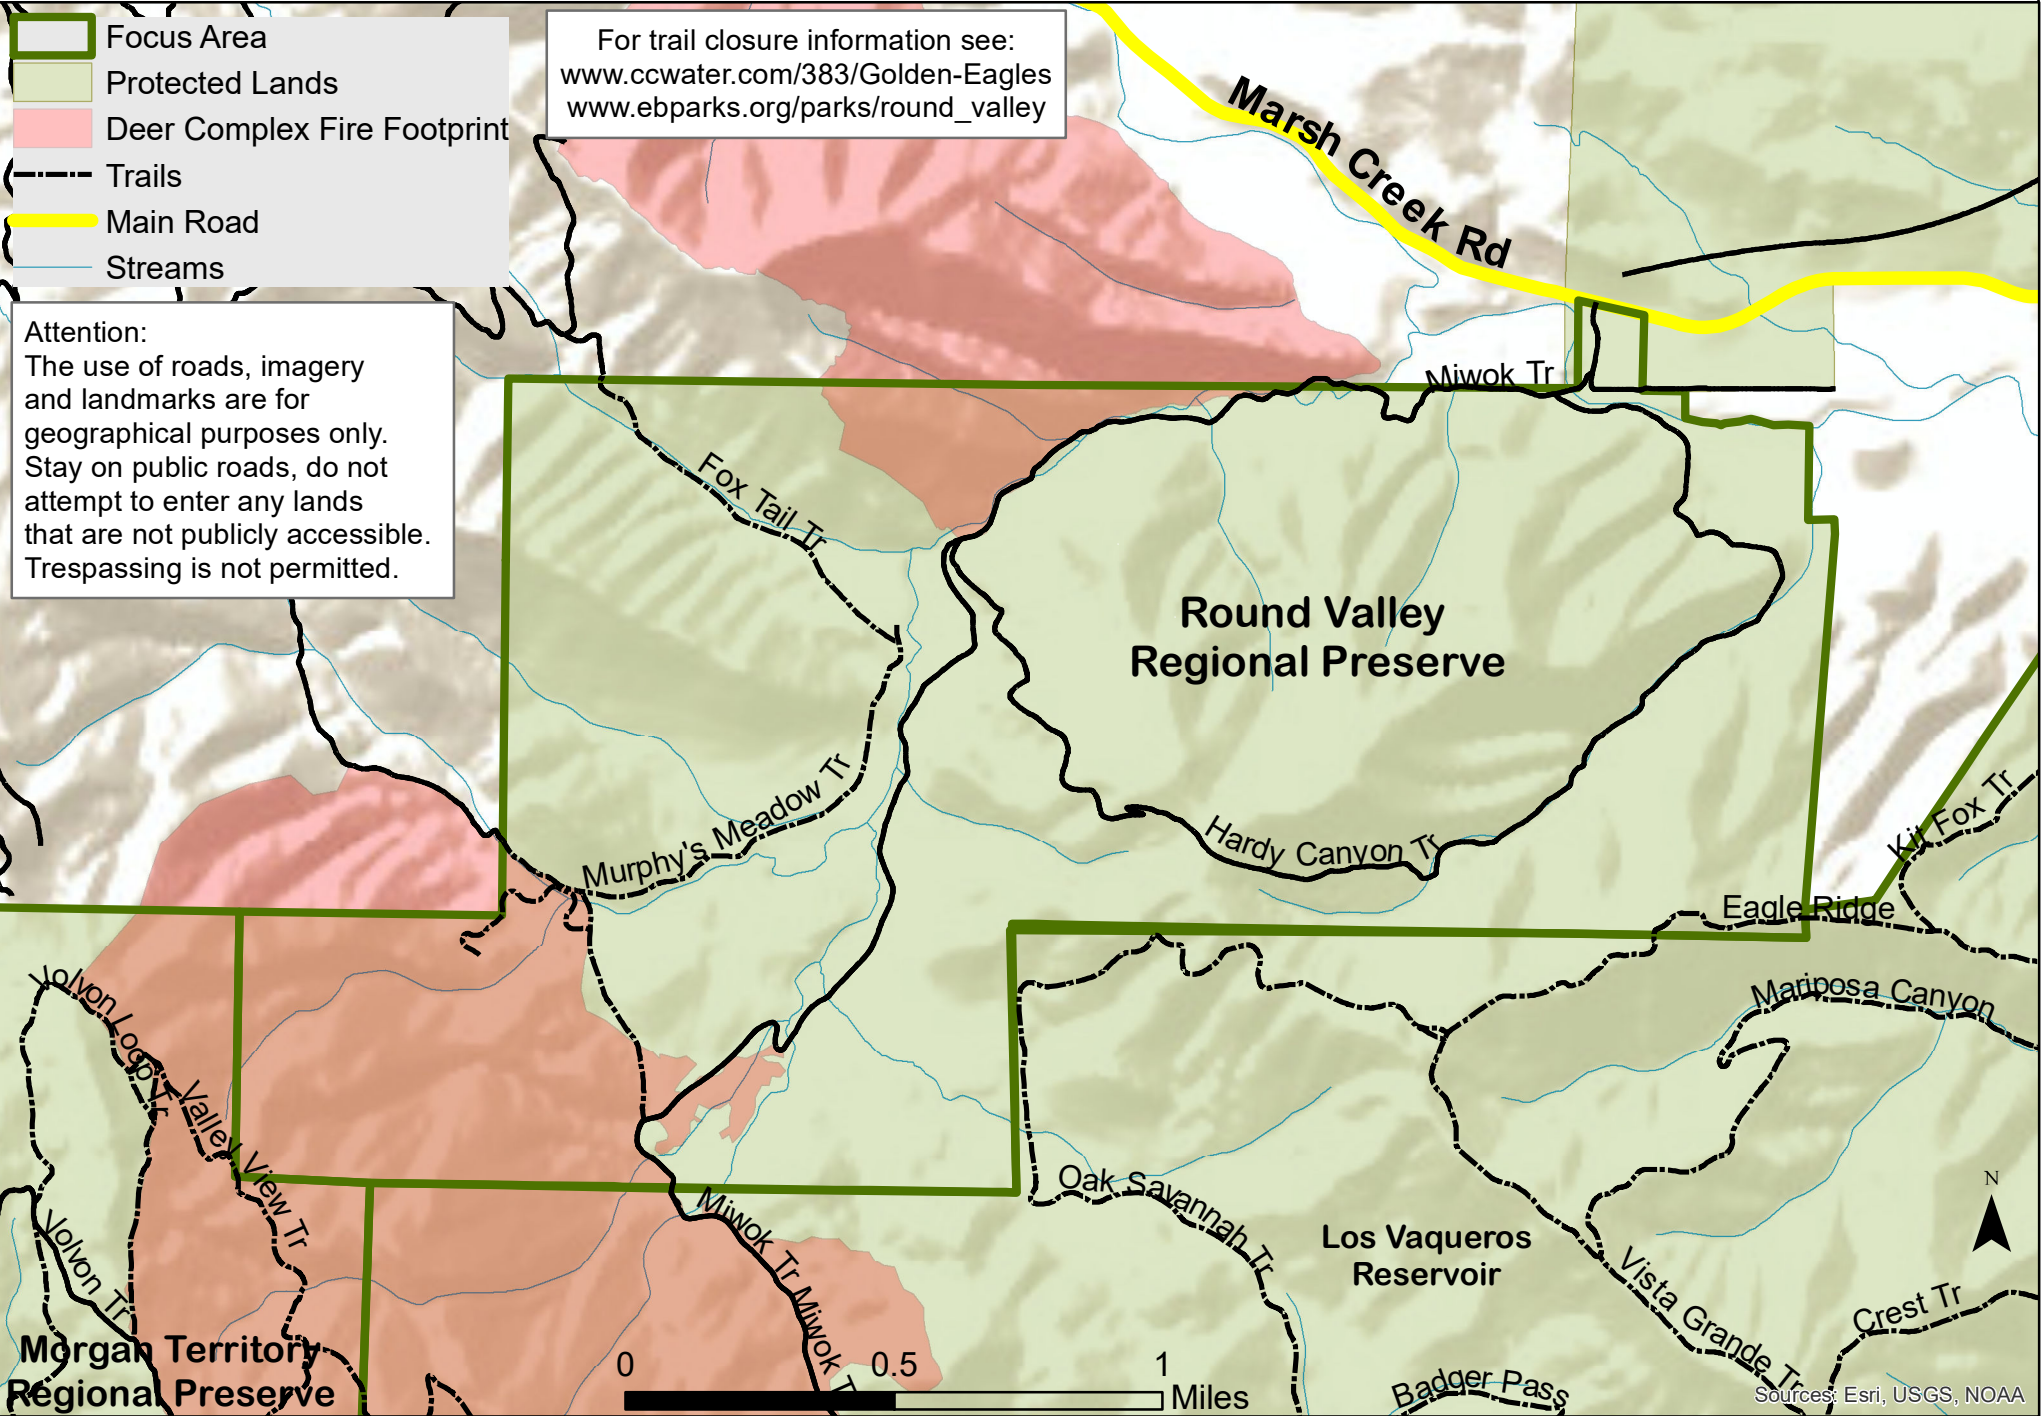 Focus Area
Protected Lands
Deer Complex Fire Footprint
Trails
Main Road
Streams
For trail closure information see:
www.ccwater.com/383/Golden-Eagles
www.ebparks.org/parks/round_valley
Marsh Creek Rd
Attention:
The use of roads, imagery
and landmarks are for
geographical purposes only.
Stay on public roads, do not
attempt to enter any lands
that are not publicly accessible.
Trespassing is not permitted.
Miwok Tr
Fox Tail Tr
Round Valley
Regional Preserve
Murphy's Meadow Tr
Hardy Canyon Tr
Kit Fox Tr
Eagle Ridge
Mariposa Canyon
Volvon Loop Tr
Valley View Tr
Oak Savannah Tr
Miwok Tr
Miwok T
Los Vaqueros
Reservoir
N
Volvon Tr
Vista Grande Tr
Crest Tr
Morgan Territory
Regional Preserve
0 0.5 1
Miles
Badger Pass
Sources: Esri, USGS, NOAA